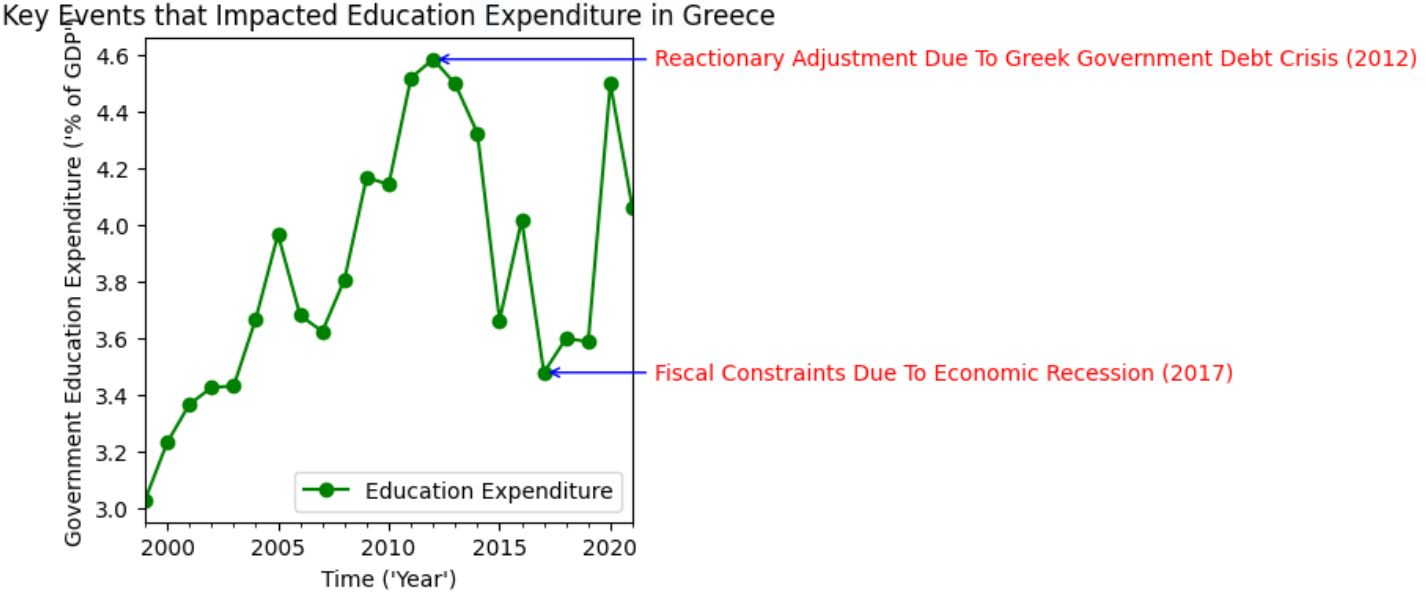 Key Events that Impacted Education Expenditure in Greece
Government Education Expenditure ('% of GDP')
4.6
4.4
4.2
4.0
3.8
3.6
3.4
3.2
3.0
Reactionary Adjustment Due To Greek Government Debt Crisis (2012)
Fiscal Constraints Due To Economic Recession (2017)
Education Expenditure
2000 2005 2010 2015 2020
Time ('Year')